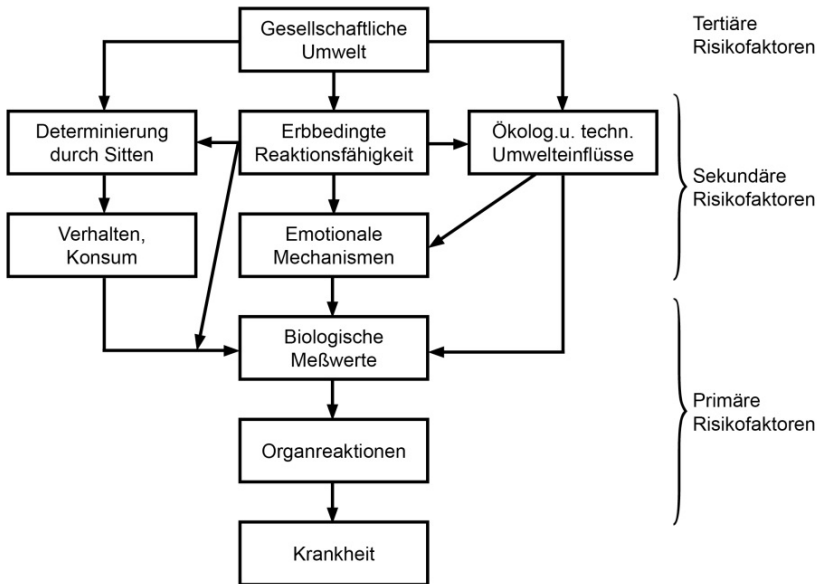 Gesellschaftliche
Umwelt
Tertiäre
Risikofaktoren
Determinierung
durch Sitten
Erbbedingte
Reaktionsfähigkeit
Ökolog.u. techn.
Umwelteinflüsse
Sekundäre
Risikofaktoren
Verhalten,
Konsum
Emotionale
Mechanismen
Biologische
Meßwerte
Primäre
Risikofaktoren
Organreaktionen
Krankheit